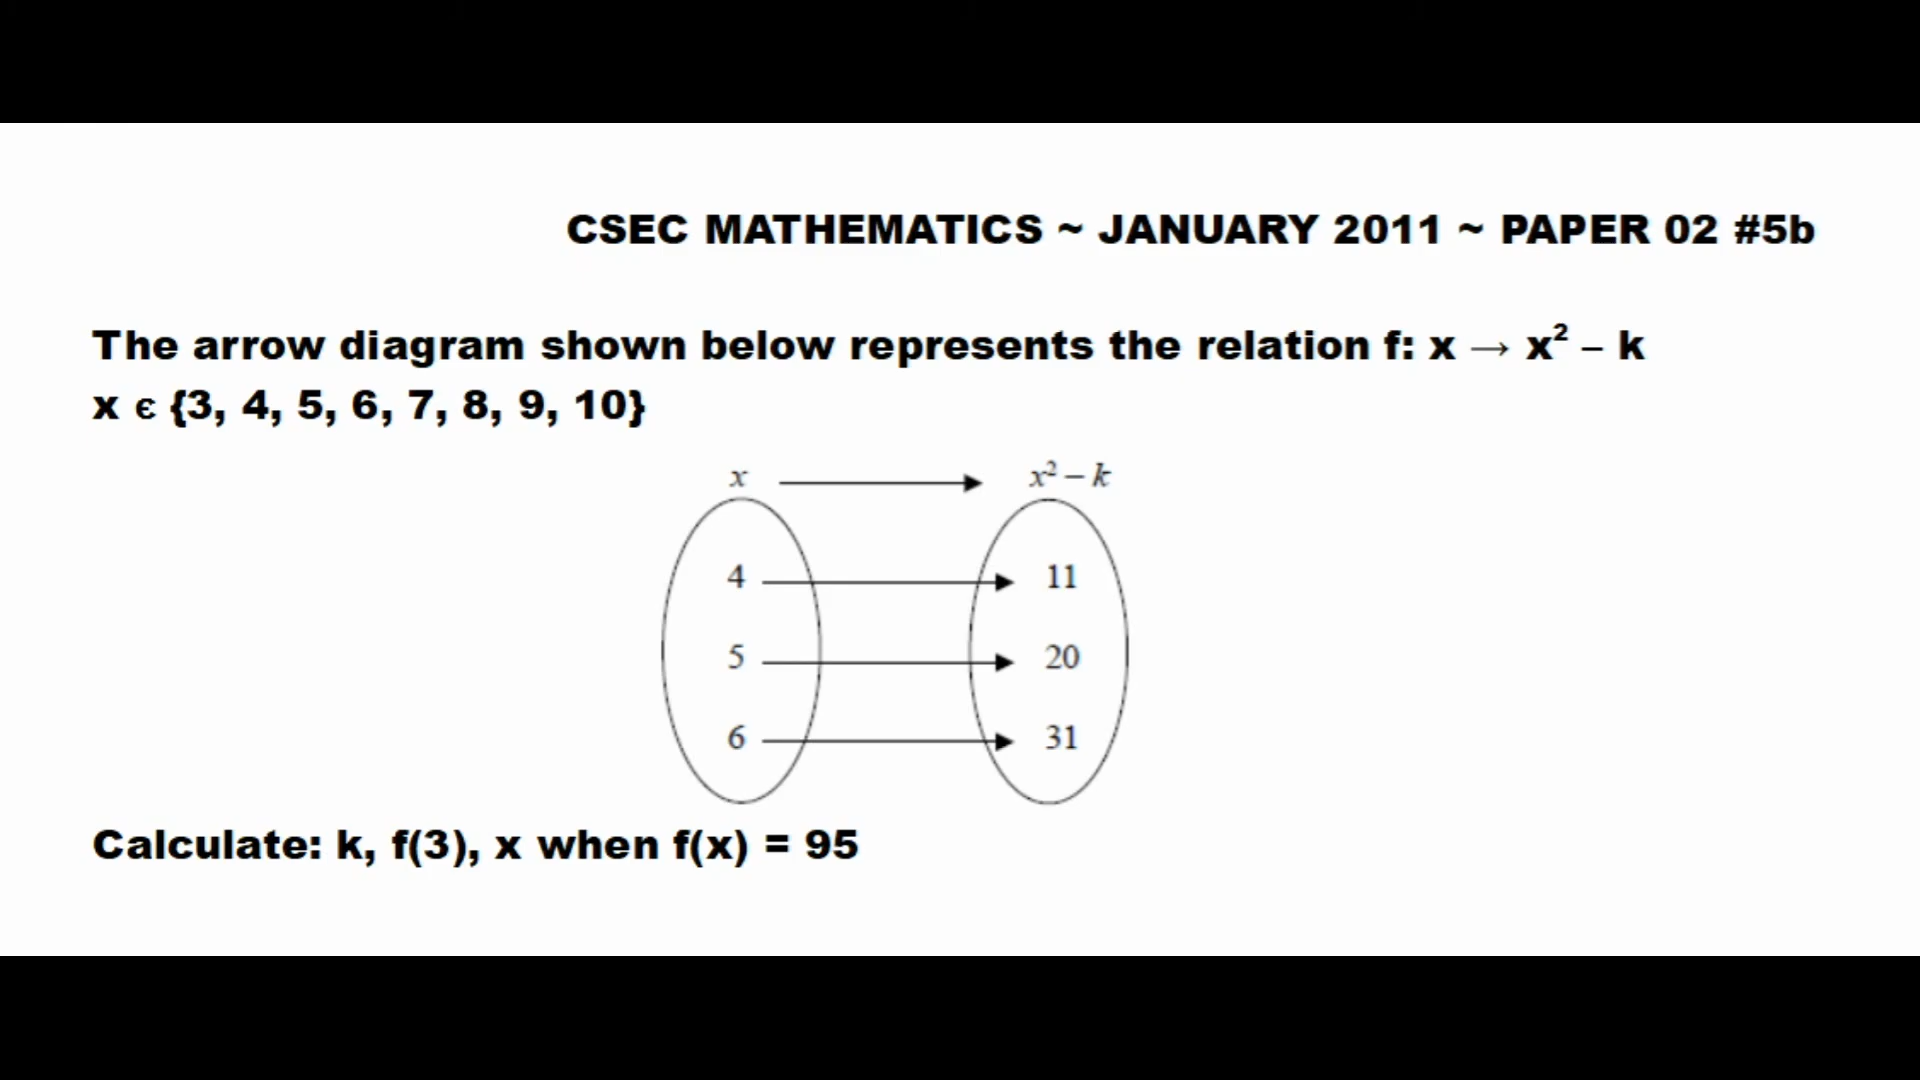 CSEC MATHEMATICS ~ JANUARY 2011 ~ PAPER 02 #5b
The arrow diagram shown below represents the relation f: x → x² – k
x є {3, 4, 5, 6, 7, 8, 9, 10}
x x² – k
4 11
5 20
6 31
Calculate: k, f(3), x when f(x) = 95